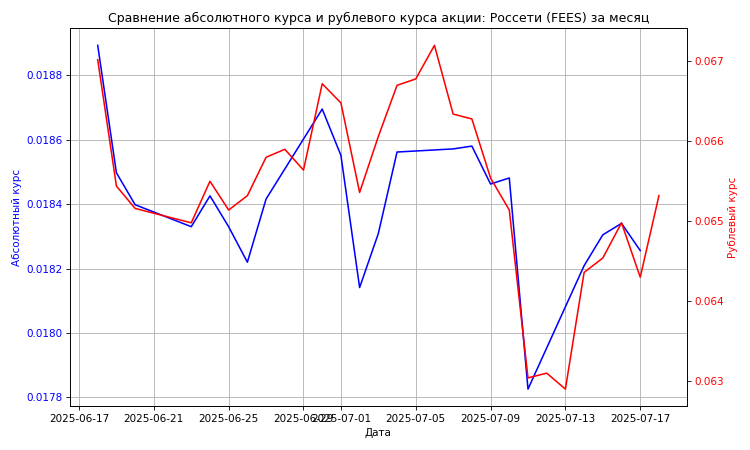 Сравнение абсолютного курса и рублевого курса акции: Россети (FEES) за месяц
Абсолютный курс
0.0188
0.0186
0.0184
0.0182
0.0180
0.0178
0.067
0.066
0.065
0.064
0.063
Рублевый курс
2025-06-17 2025-06-21 2025-06-25 2025-06-29 2025-07-01 2025-07-05 2025-07-09 2025-07-13 2025-07-17
Дата